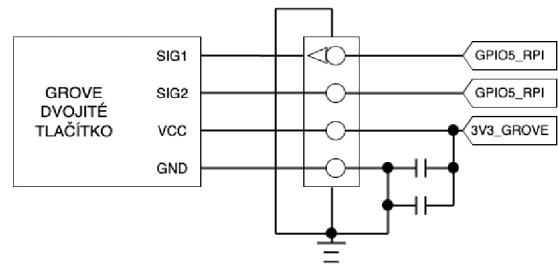 SIG1
GPIO5_RPI
GROVE
DVOJITÉ
TLAČÍTKO
SIG2
GPIO5_RPI
VCC
3V3_GROVE
GND